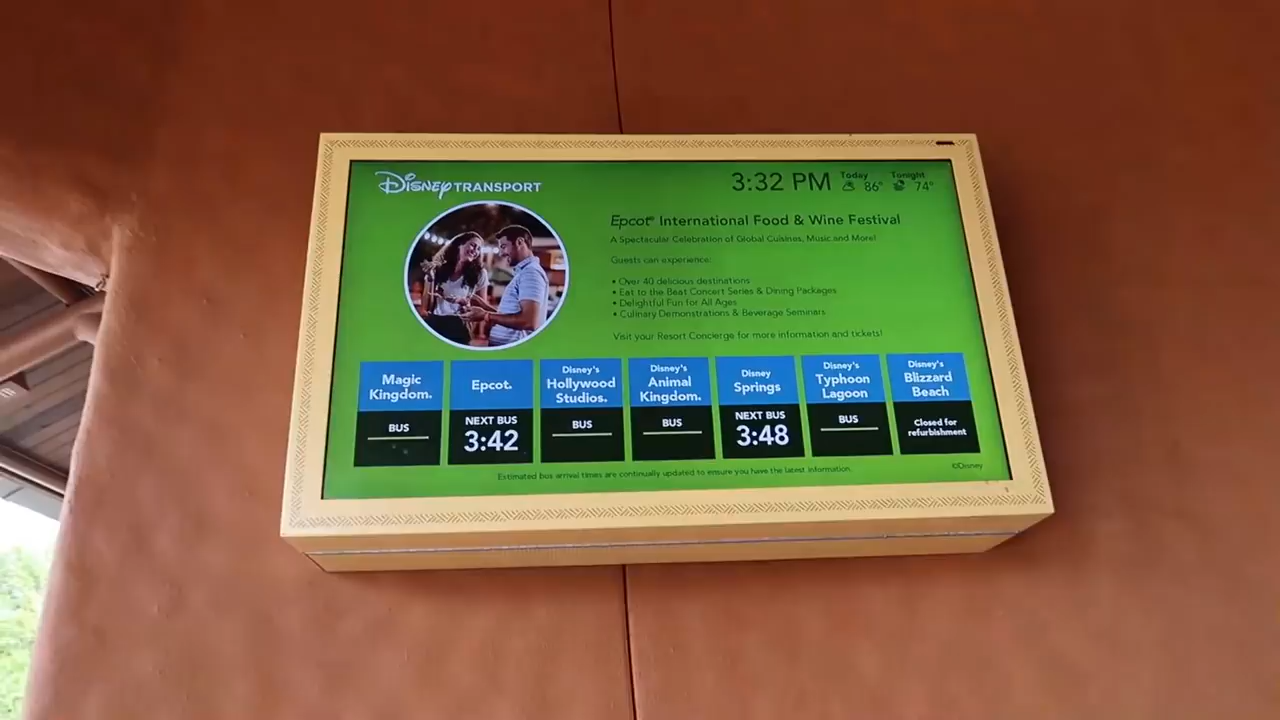 Disney TRANSPORT
3:32 PM
Today
86°
Tonight
74°
Epcot® International Food & Wine Festival
A Spectacular Celebration of Global Cuisines, Music and More!
Guests can experience:
• Over 40 delicious destinations
• Eat to the Beat Concert Series & Dining Packages
• Delightful Fun for All Ages
• Culinary Demonstrations & Beverage Seminars
Visit your Resort Concierge for more information and tickets!
Magic
Kingdom.
BUS
Epcot.
NEXT BUS
3:42
Disney's
Hollywood
Studios.
BUS
Disney's
Animal
Kingdom.
BUS
Disney
Springs
NEXT BUS
3:48
Disney's
Typhoon
Lagoon
BUS
Disney's
Blizzard
Beach
Closed for
refurbishment
Estimated bus arrival times are continually updated to ensure you have the latest information.
©Disney